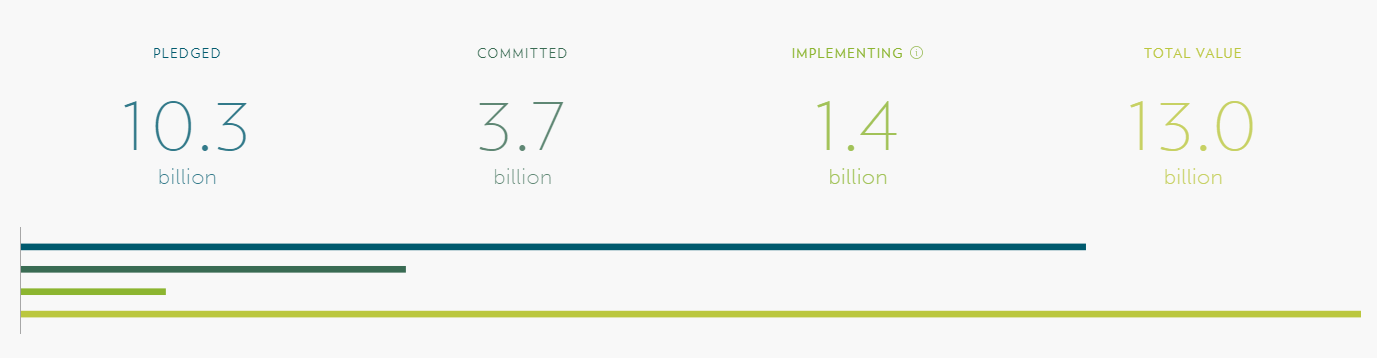 PLEDGED
COMMITTED
IMPLEMENTING
TOTAL VALUE
10.3
3.7
1.4
13.0
billion
billion
billion
billion